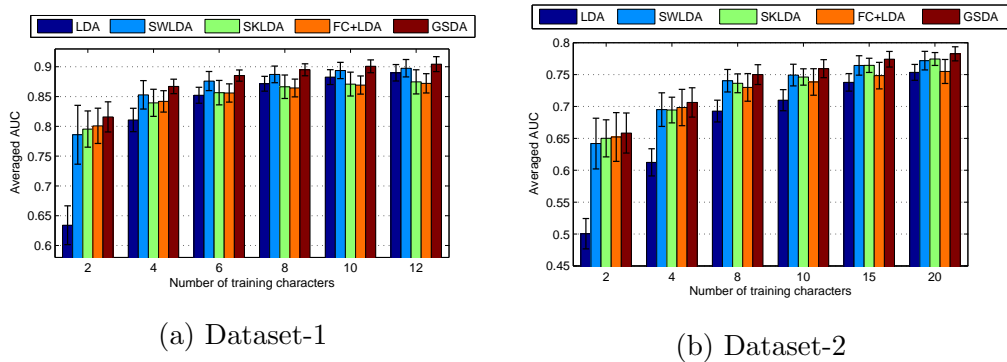 LDA SWLDA SKLDA FC+LDA GSDA
0.9
0.85
0.8
0.75
0.7
0.65
0.6
Averaged AUC
2 4 6 8 10 12
Number of training characters
(a) Dataset-1
LDA SWLDA SKLDA FC+LDA GSDA
0.8
0.75
0.7
0.65
0.6
0.55
0.5
0.45
Averaged AUC
2 4 8 10 15 20
Number of training characters
(b) Dataset-2